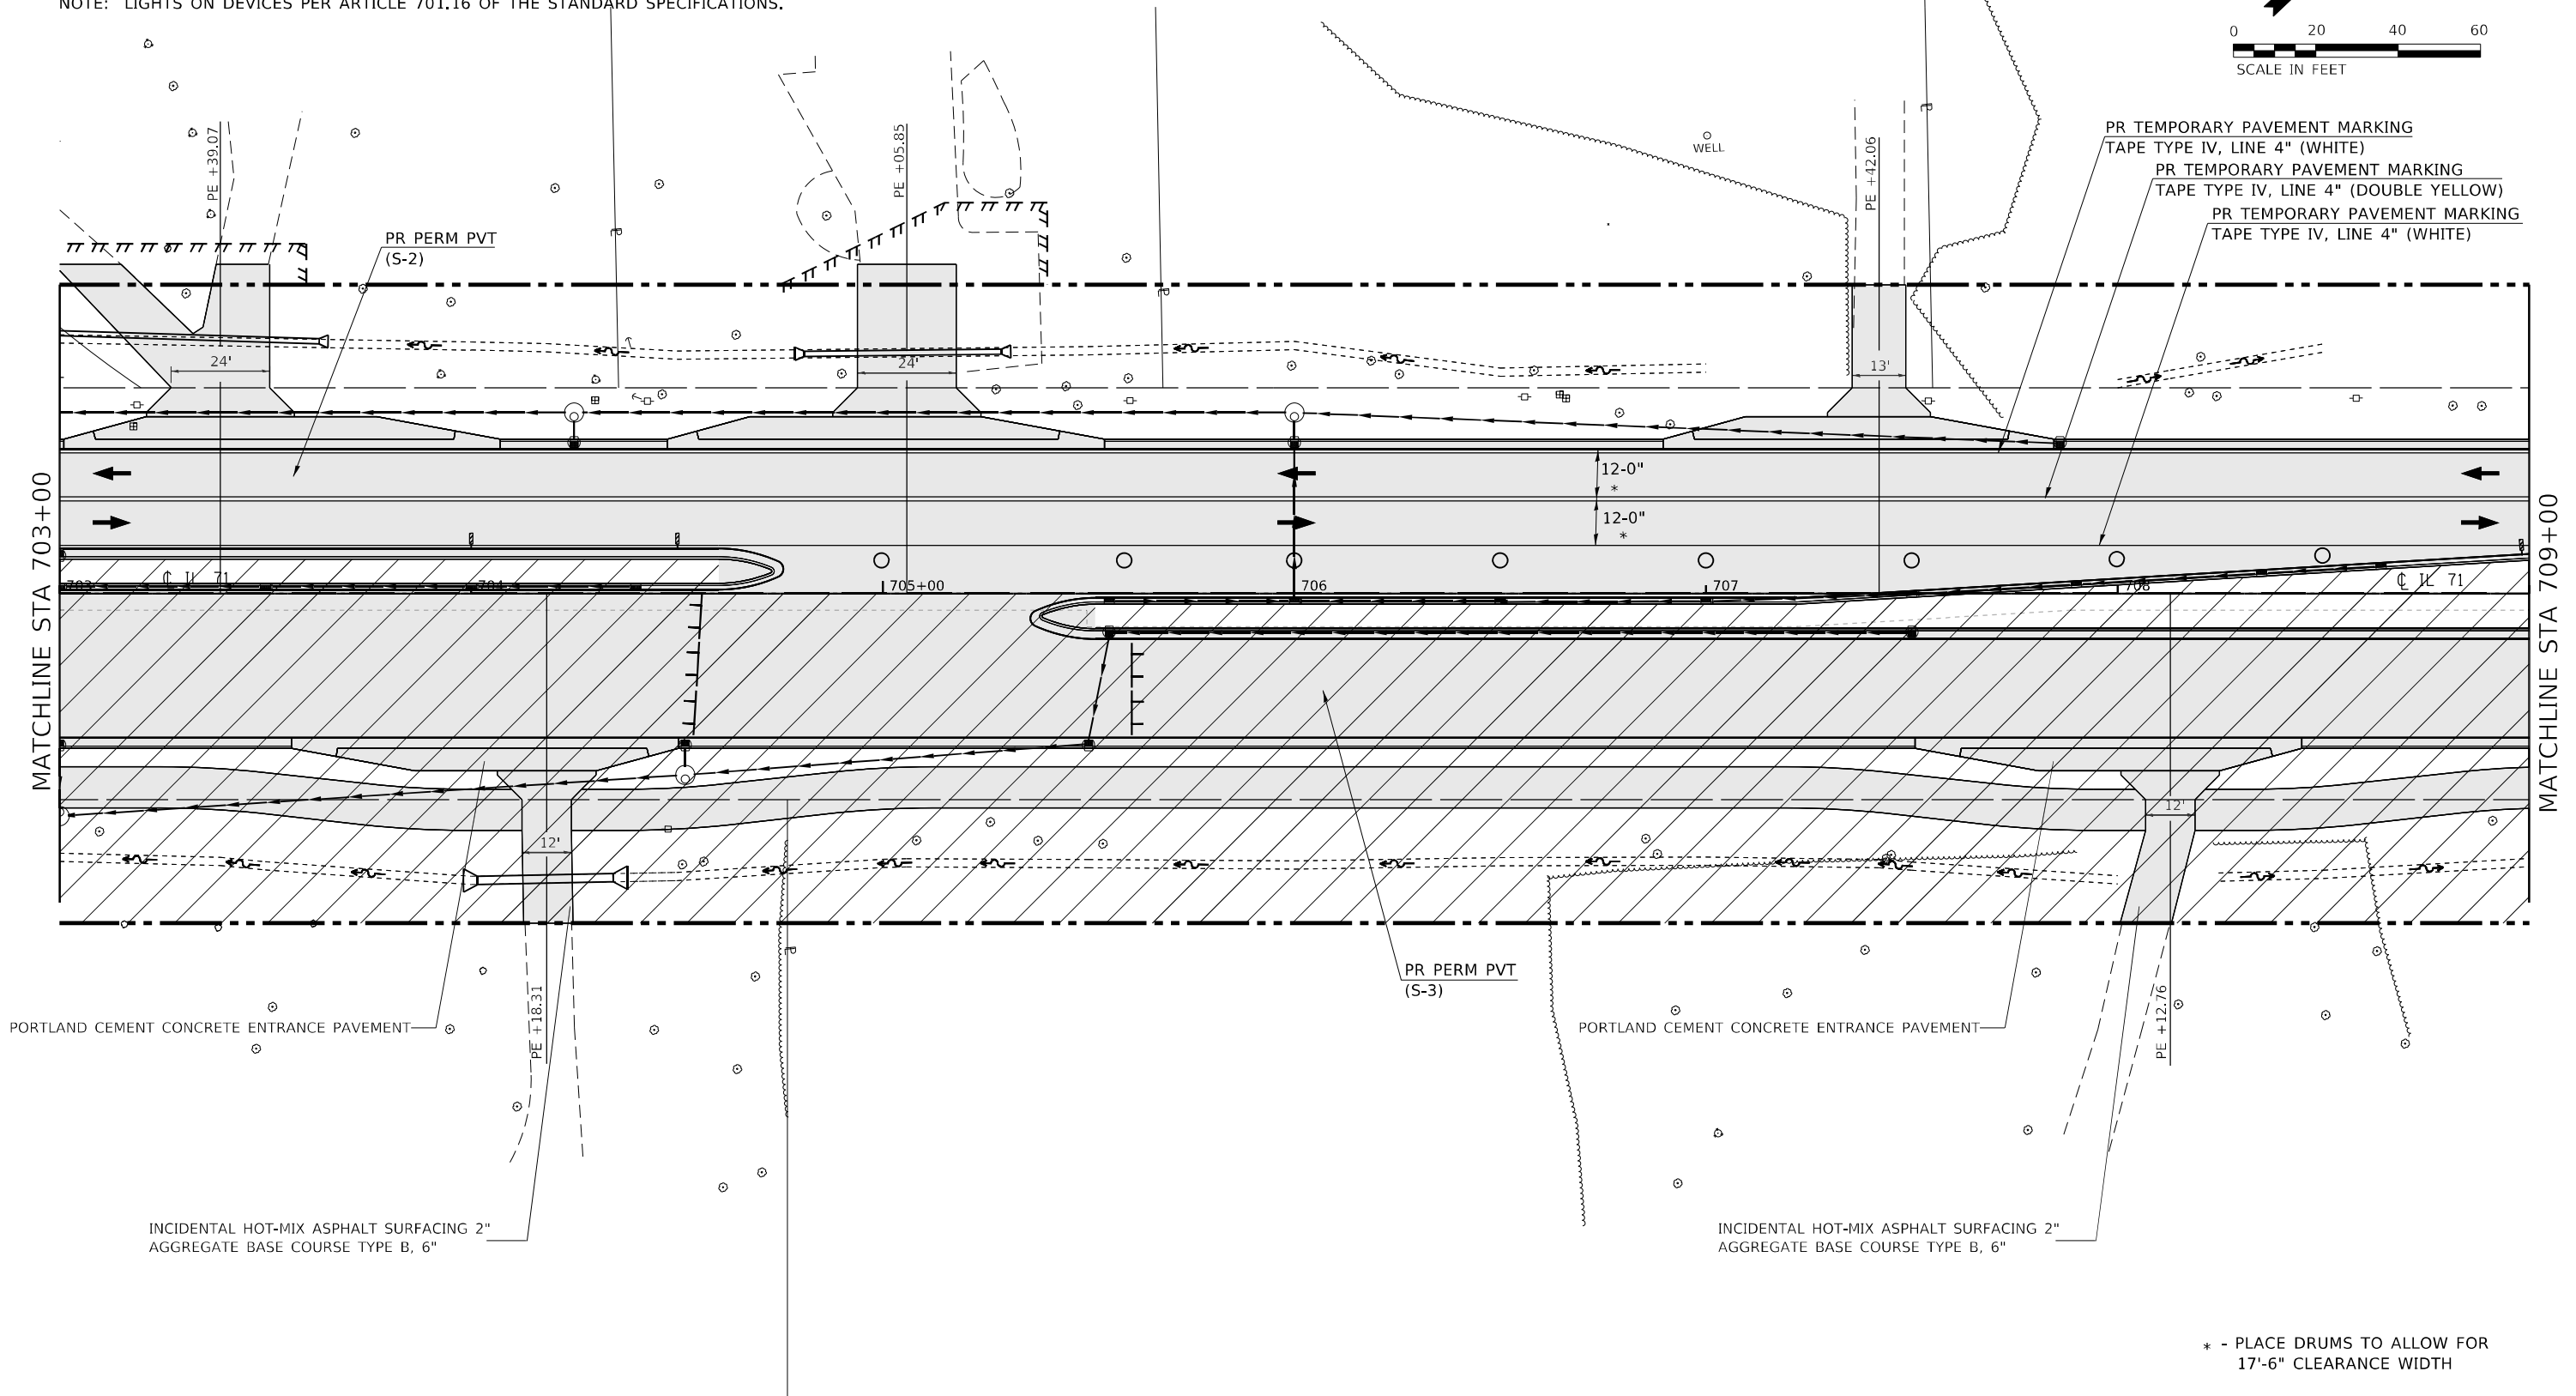 NOTE: LIGHTS ON DEVICES PER ARTICLE 701.16 OF THE STANDARD SPECIFICATIONS.
0 20 40 60
SCALE IN FEET
PE +39.07
PE +05.85
PE +42.06
WELL
PR TEMPORARY PAVEMENT MARKING
TAPE TYPE IV, LINE 4" (WHITE)
PR TEMPORARY PAVEMENT MARKING
TAPE TYPE IV, LINE 4" (DOUBLE YELLOW)
PR TEMPORARY PAVEMENT MARKING
TAPE TYPE IV, LINE 4" (WHITE)
PR PERM PVT
(S-2)
24'
24'
13'
12-0"
*
12-0"
*
MATCHLINE STA 703+00
MATCHLINE STA 709+00
703
℄ IL 71
704
705+00
706
707
708
℄ IL 71
12'
12'
PR PERM PVT
(S-3)
PE +18.31
PE +12.76
PORTLAND CEMENT CONCRETE ENTRANCE PAVEMENT
PORTLAND CEMENT CONCRETE ENTRANCE PAVEMENT
INCIDENTAL HOT-MIX ASPHALT SURFACING 2"
AGGREGATE BASE COURSE TYPE B, 6"
INCIDENTAL HOT-MIX ASPHALT SURFACING 2"
AGGREGATE BASE COURSE TYPE B, 6"
* - PLACE DRUMS TO ALLOW FOR
17'-6" CLEARANCE WIDTH